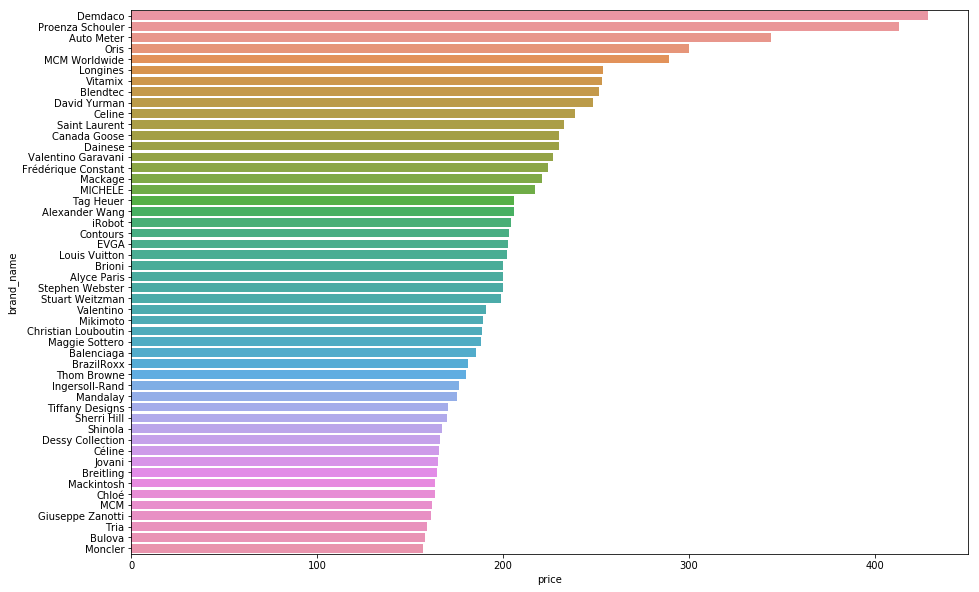 Demdaco
Proenza Schouler
Auto Meter
Oris
MCM Worldwide
Longines
Vitamix
Blendtec
David Yurman
Celine
Saint Laurent
Canada Goose
Dainese
Valentino Garavani
Frédérique Constant
Mackage
MICHELE
Tag Heuer
Alexander Wang
iRobot
Contours
EVGA
Louis Vuitton
Brioni
Alyce Paris
Stephen Webster
Stuart Weitzman
Valentino
Mikimoto
Christian Louboutin
Maggie Sottero
Balenciaga
BrazilRoxx
Thom Browne
Ingersoll-Rand
Mandalay
Tiffany Designs
Sherri Hill
Shinola
Dessy Collection
Céline
Jovani
Breitling
Mackintosh
Chloé
MCM
Giuseppe Zanotti
Tria
Bulova
Moncler
brand_name
0 100 200 300 400
price